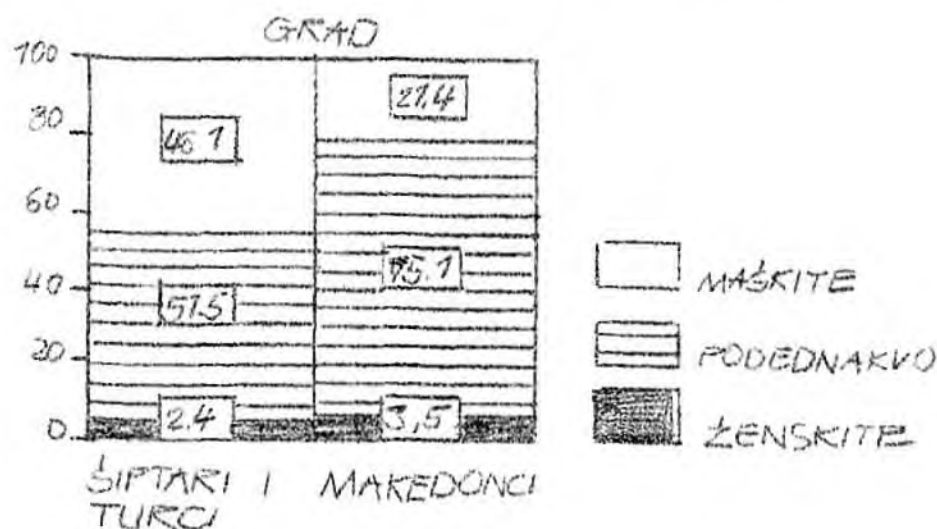 GRAD
100
80
60
40
20
0
46 1
51.5
2.4
21.4
75.1
3,5
MAŠKITE
PODEDNAKVO
ŽENSKITE
ŠIPTARI I MAKEDONCI
TURCI